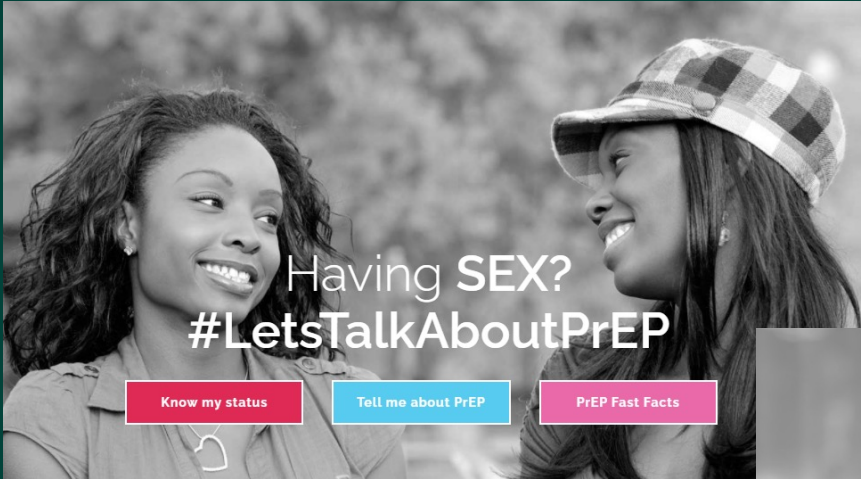 Having SEX?
#LetsTalkAboutPrEP
Know my status
Tell me about PrEP
PrEP Fast Facts